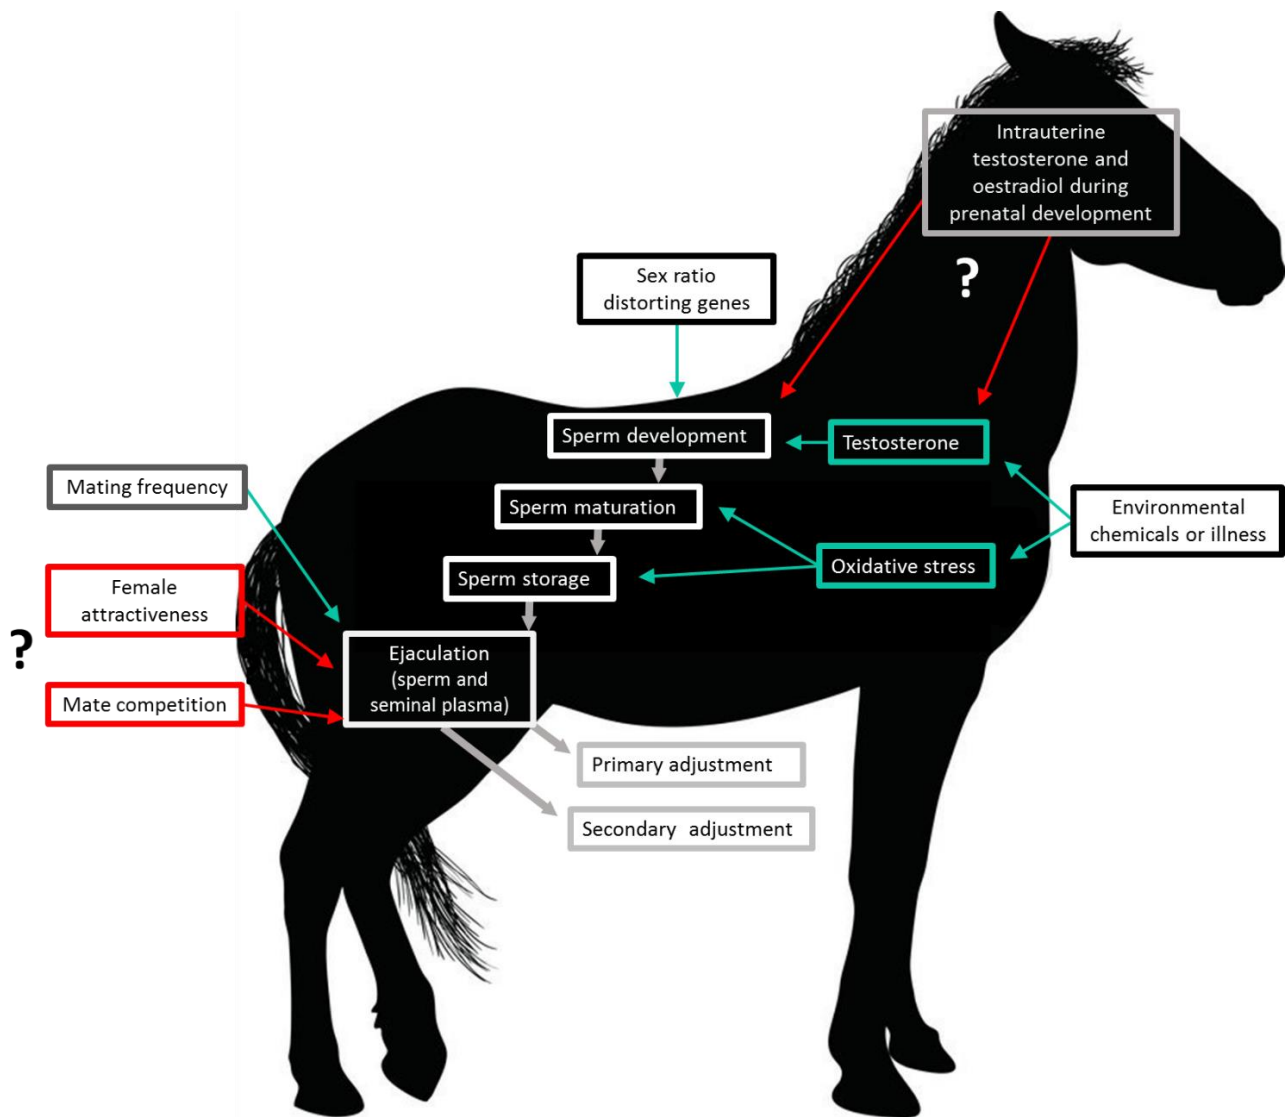 Intrauterine
testosterone and
oestradiol during
prenatal development
?
Sex ratio
distorting genes
Sperm development
Testosterone
Mating frequency
Sperm maturation
Environmental
chemicals or illness
Oxidative stress
Sperm storage
Female
attractiveness
?
Mate competition
Ejaculation
(sperm and
seminal plasma)
Primary adjustment
Secondary adjustment